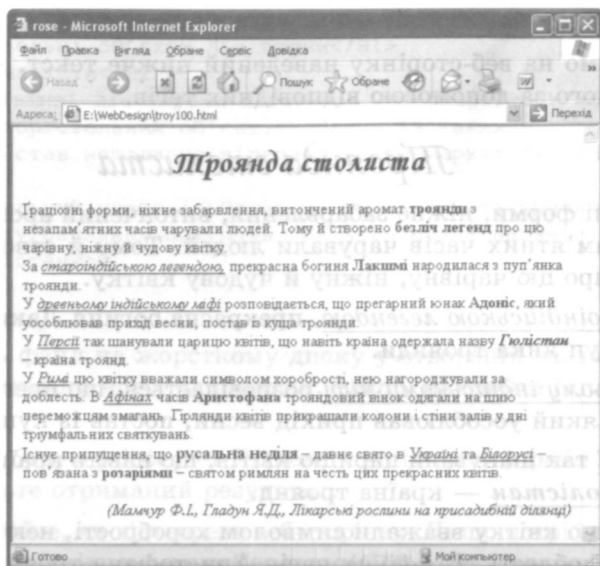 rose - Microsoft Internet Explorer
Файл Правка Вигляд Обране Сервіс Довідка
Назад Пошук Обране
Адреса: E:\WebDesign\troy100.html Перехід
Троянда столиста
Граціозні форми, ніжне забарвлення, витончений аромат троянди з
незапам'ятних часів чарували людей. Тому й створено безліч легенд про цю
чарівну, ніжну й чудову квітку.
За староіндійською легендою, прекрасна богиня Лакшмі народилася з пуп'янка
троянди.
У древньому індійському міфі розповідається, що прегарний юнак Адоніс, який
уособлював прихід весни, постав із куща троянди.
У Персії так шанували царицю квітів, що навіть країна одержала назву Гюлістан
– країна троянд.
У Римі цю квітку вважали символом хоробрості, нею нагороджували за
доблесть. В Афінах часів Аристофана трояндовий вінок одягали на шию
переможцям змагань. Гірлянди квітів прикрашали колони і стіни залів у дні
тріумфальних святкувань.
Існує припущення, що русальна неділя – давнє свято в Україні та Білорусі –
пов'язана з розаріями – святом римлян на честь цих прекрасних квітів.
(Мамчур Ф.І., Гладун Я.Д., Лікарські рослини на присадибній ділянці)
Готово Мой компьютер